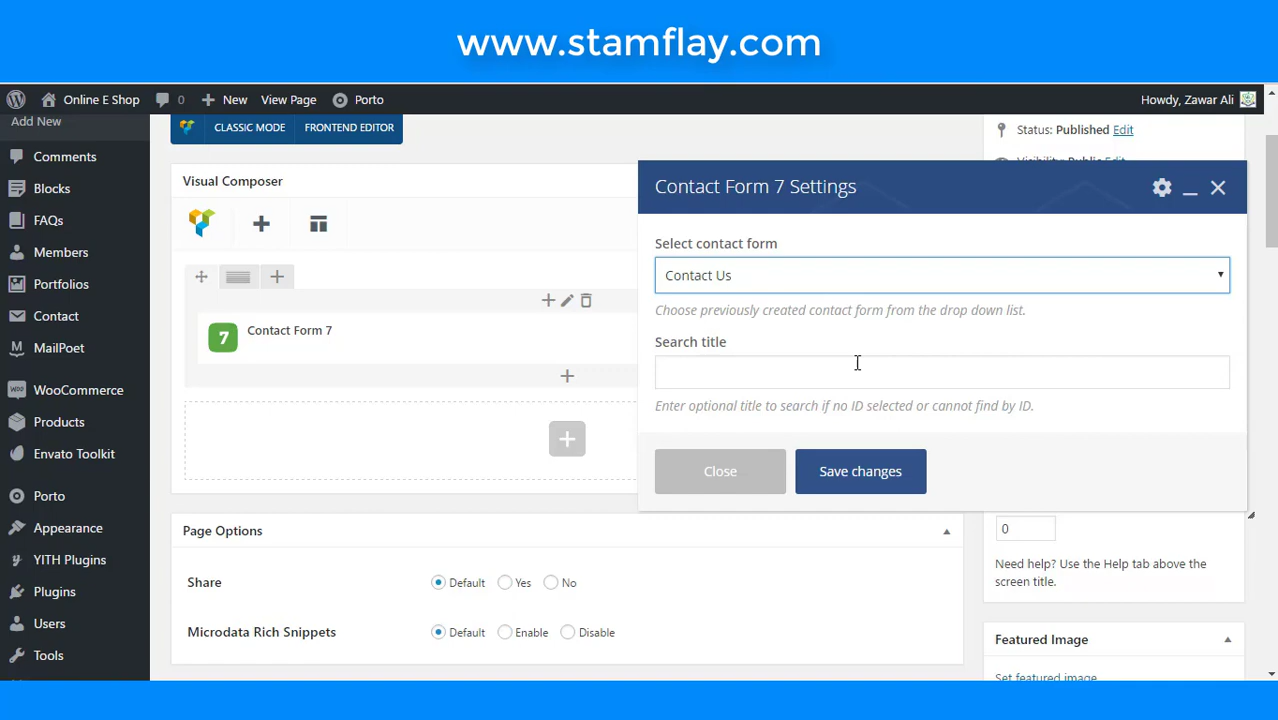 www.stamflay.com
Online E Shop 0 New View Page Porto Howdy, Zawar Ali
Add New
Comments
Blocks
FAQs
Members
Portfolios
Contact
MailPoet
WOO WooCommerce
Products
Envato Toolkit
Porto
Appearance
YITH Plugins
Plugins
Users
Tools
CLASSIC MODE FRONTEND EDITOR
Visual Composer
7 Contact Form 7
Page Options
Share Default Yes No
Microdata Rich Snippets Default Enable Disable
Status: Published Edit
Visibility: Public Edit
Contact Form 7 Settings
Select contact form
Contact Us
Choose previously created contact form from the drop down list.
Search title
Enter optional title to search if no ID selected or cannot find by ID.
Close Save changes
0
Need help? Use the Help tab above the
screen title.
Featured Image
Set featured image